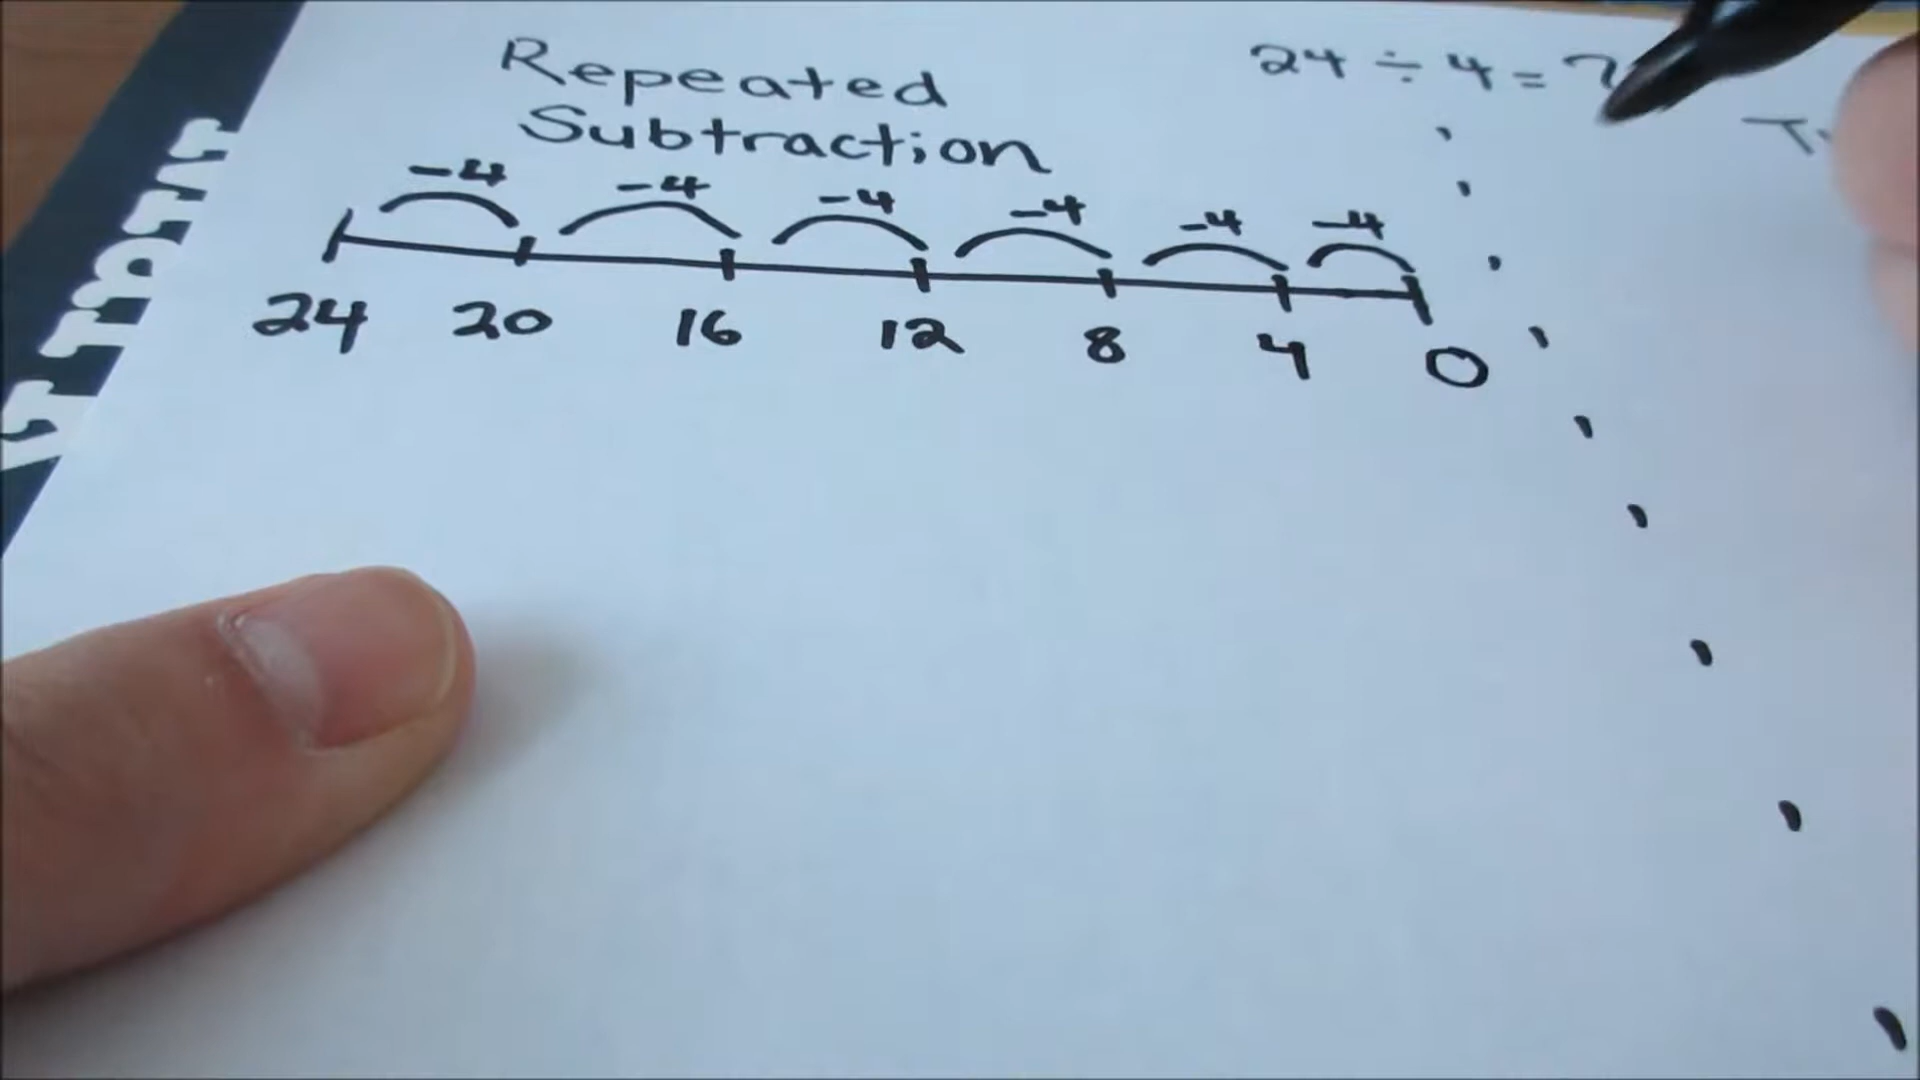 Repeated
Subtraction
24 ÷ 4 = ?
-4 -4 -4 -4 -4 -4
24 20 16 12 8 4 0